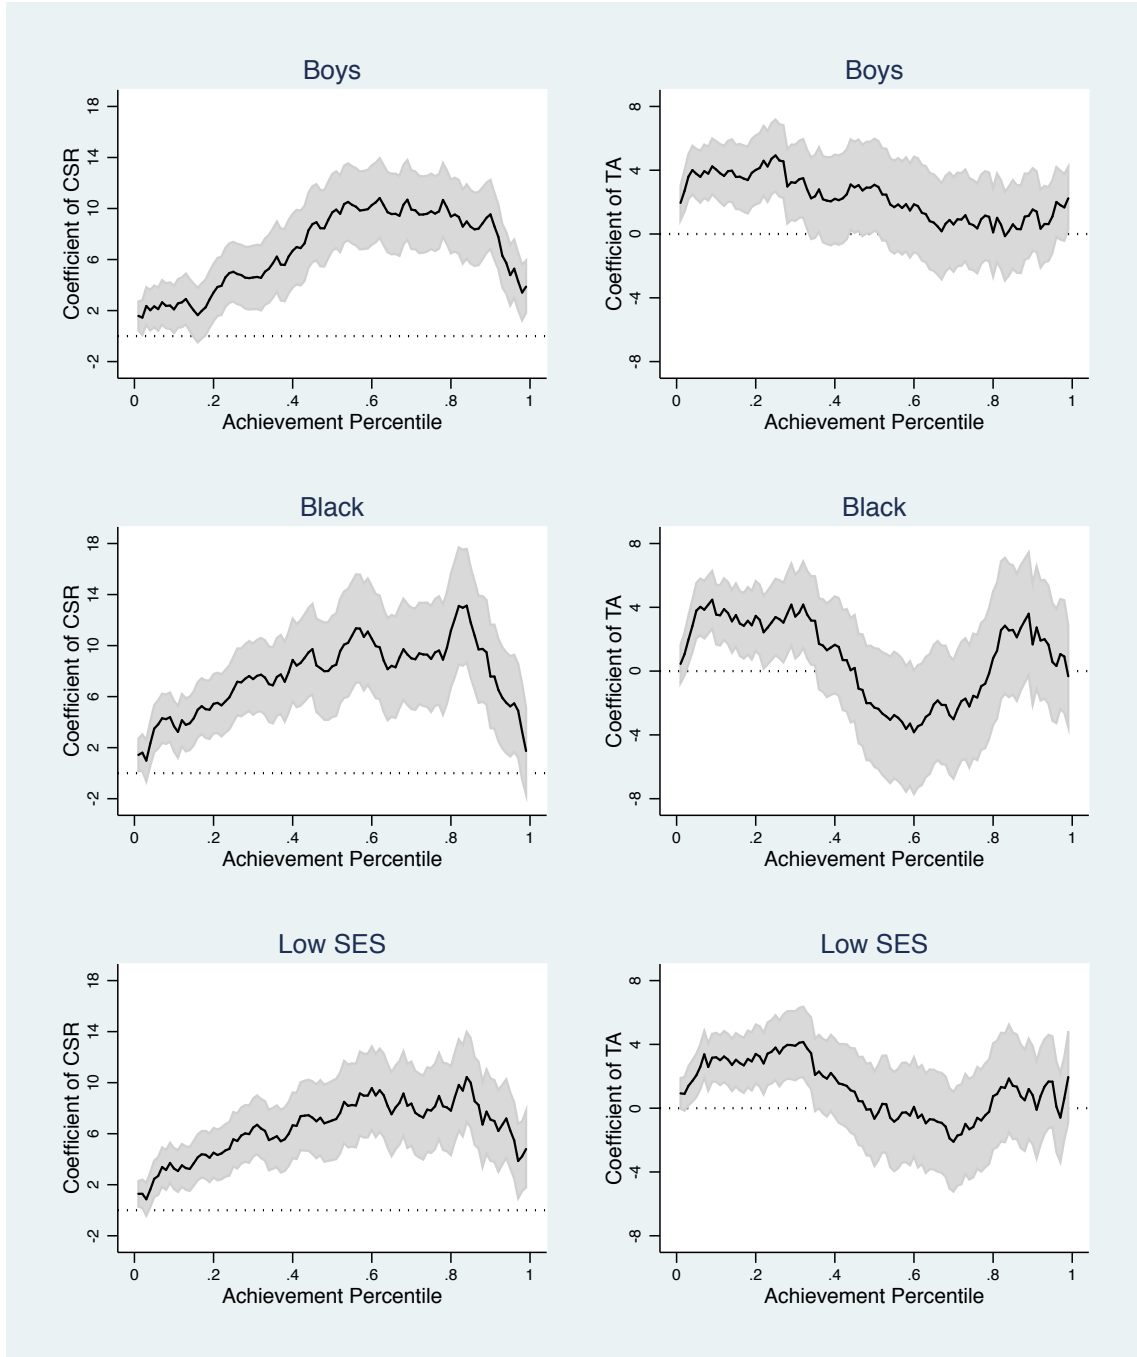 Boys
Coefficient of CSR
18
14
10
6
2
-2
0 .2 .4 .6 .8 1
Achievement Percentile
Boys
Coefficient of TA
8
4
0
-4
-8
0 .2 .4 .6 .8 1
Achievement Percentile
Black
Coefficient of CSR
18
14
10
6
2
-2
0 .2 .4 .6 .8 1
Achievement Percentile
Black
Coefficient of TA
8
4
0
-4
-8
0 .2 .4 .6 .8 1
Achievement Percentile
Low SES
Coefficient of CSR
18
14
10
6
2
-2
0 .2 .4 .6 .8 1
Achievement Percentile
Low SES
Coefficient of TA
8
4
0
-4
-8
0 .2 .4 .6 .8 1
Achievement Percentile